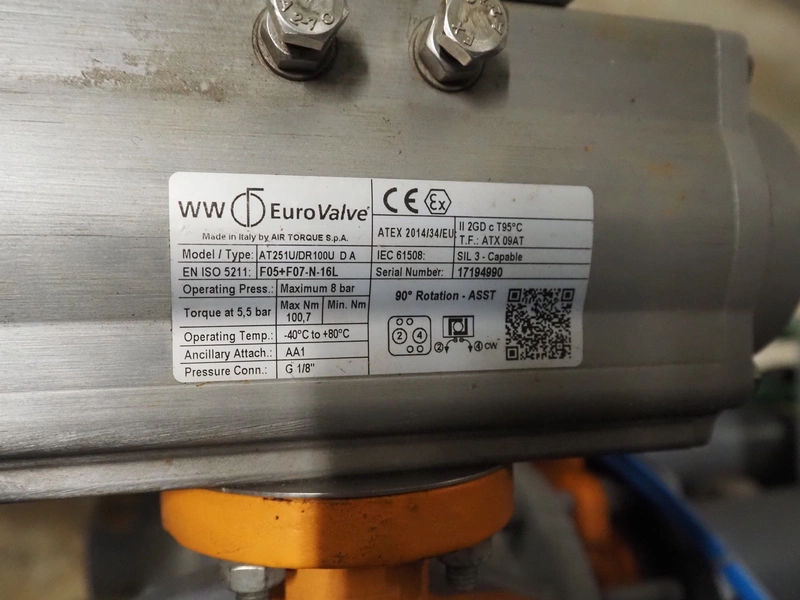 A2-70
WW EuroValve®
Made in Italy by AIR TORQUE S.p.A.
Model / Type: AT251U/DR100U D A
EN ISO 5211: F05+F07-N-16L
Operating Press.: Maximum 8 bar
Torque at 5,5 bar Max Nm 100,7 Min. Nm
Operating Temp.: -40°C to +80°C
Ancillary Attach.: AA1
Pressure Conn.: G 1/8"
CE Ex
ATEX 2014/34/EU: II 2GD c T95°C
T.F.: ATX 09AT
IEC 61508: SIL 3 - Capable
Serial Number: 17194990
90° Rotation - ASST
2 4
2 4 CW